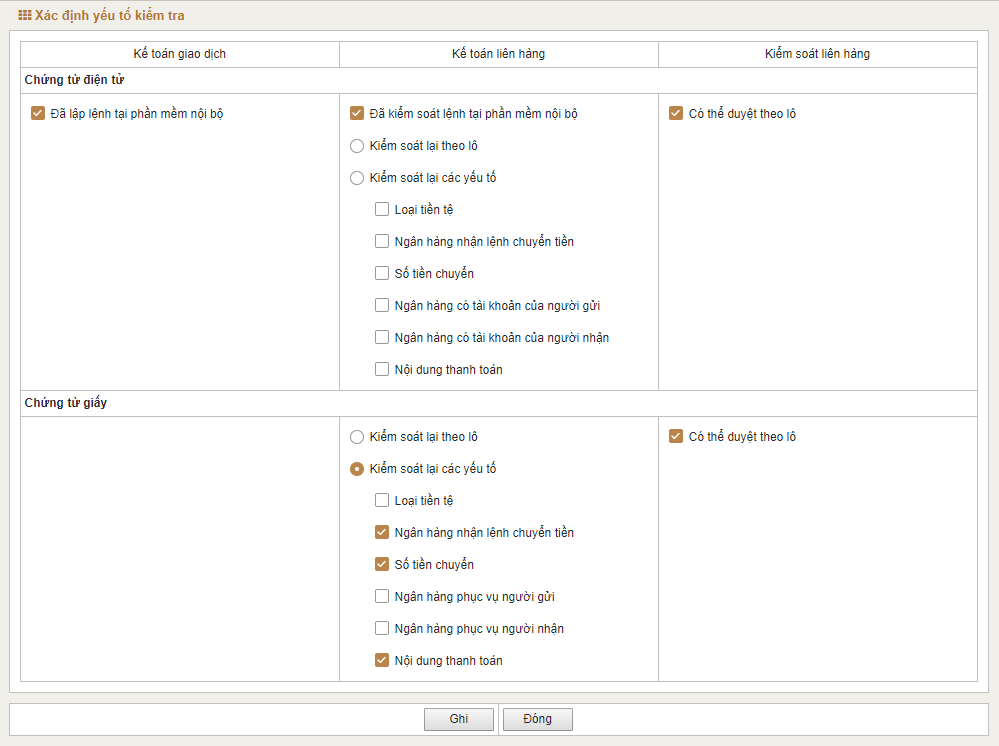 Xác định yếu tố kiểm tra
Kế toán giao dịch
Kế toán liên hàng
Kiểm soát liên hàng
Chứng từ điện tử
Đã lập lệnh tại phần mềm nội bộ
Đã kiểm soát lệnh tại phần mềm nội bộ
Có thể duyệt theo lô
Kiểm soát lại theo lô
Kiểm soát lại các yếu tố
Loại tiền tệ
Ngân hàng nhận lệnh chuyển tiền
Số tiền chuyển
Ngân hàng có tài khoản của người gửi
Ngân hàng có tài khoản của người nhận
Nội dung thanh toán
Chứng từ giấy
Kiểm soát lại theo lô
Có thể duyệt theo lô
Kiểm soát lại các yếu tố
Loại tiền tệ
Ngân hàng nhận lệnh chuyển tiền
Số tiền chuyển
Ngân hàng phục vụ người gửi
Ngân hàng phục vụ người nhận
Nội dung thanh toán
Ghi
Đóng